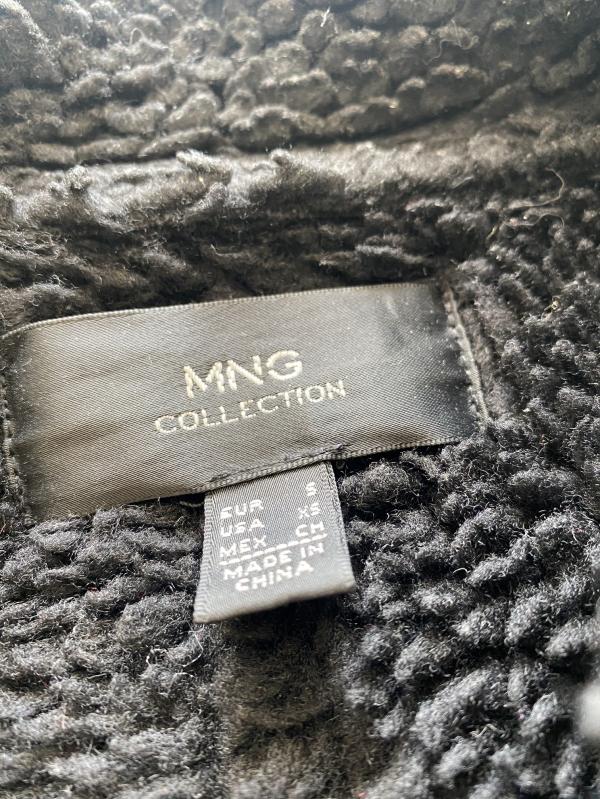 MNG
COLLECTION
EUR S
USA XS
MEX CH
MADE IN
CHINA